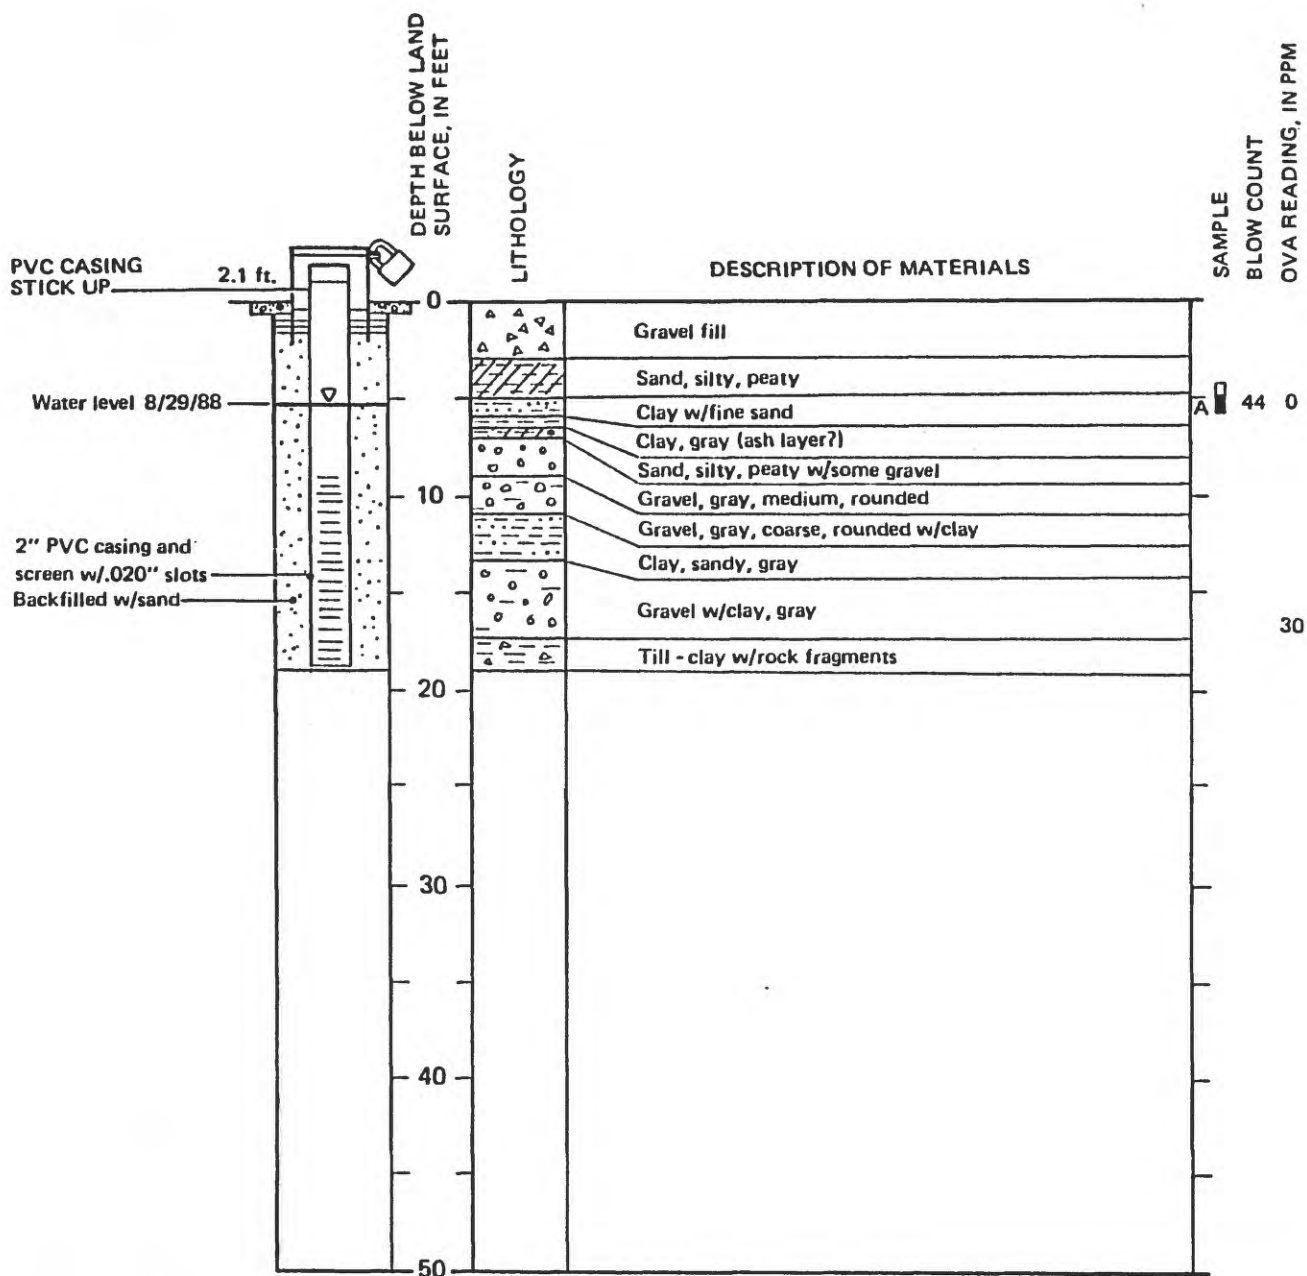 DEPTH BELOW LAND
SURFACE, IN FEET
LITHOLOGY
DESCRIPTION OF MATERIALS
SAMPLE
BLOW COUNT
OVA READING, IN PPM
PVC CASING
STICK UP
2.1 ft.
0
Gravel fill
Sand, silty, peaty
Water level 8/29/88
Clay w/fine sand
A
44
0
Clay, gray (ash layer?)
Sand, silty, peaty w/some gravel
10
Gravel, gray, medium, rounded
Gravel, gray, coarse, rounded w/clay
2" PVC casing and
screen w/.020" slots
Backfilled w/sand
Clay, sandy, gray
Gravel w/clay, gray
30
Till - clay w/rock fragments
20
30
40
50